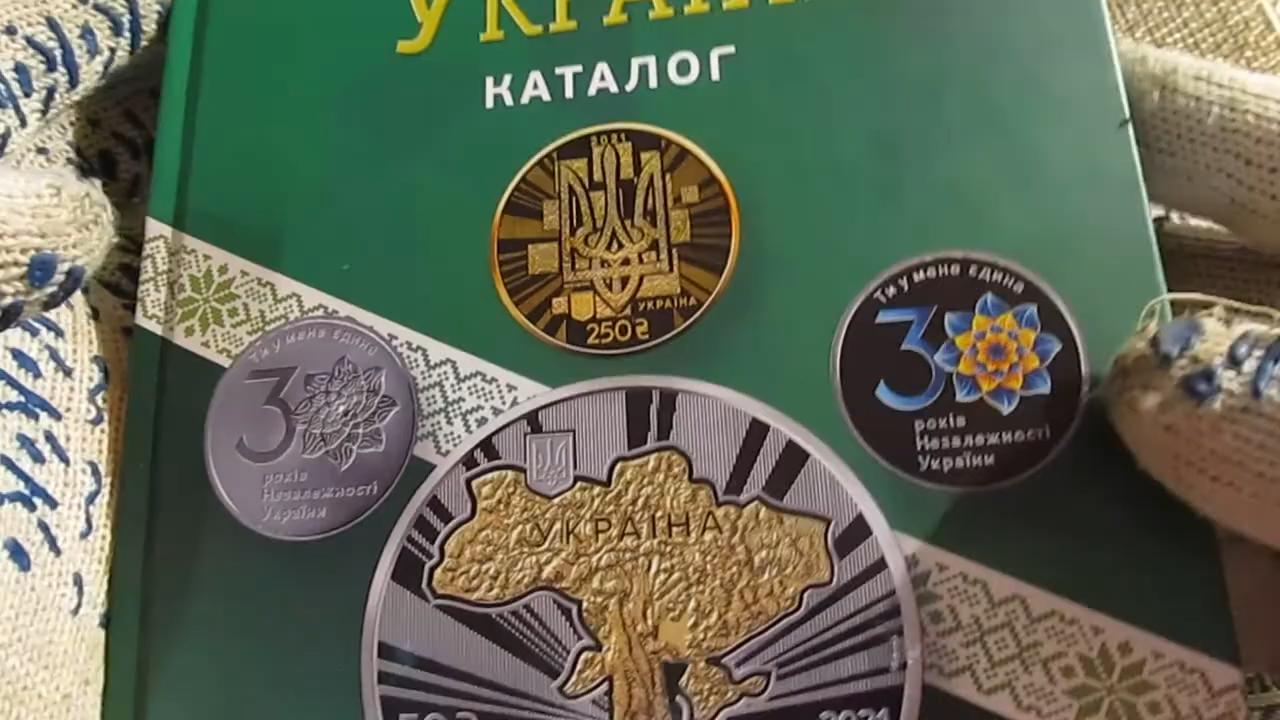 КАТАЛОГ
2021
УКРАЇНА
250₴
Ти у мене єдина
30
років
Незалежності
України
Ти у мене єдина
30
років
Незалежності
України
УКРАЇНА
2021